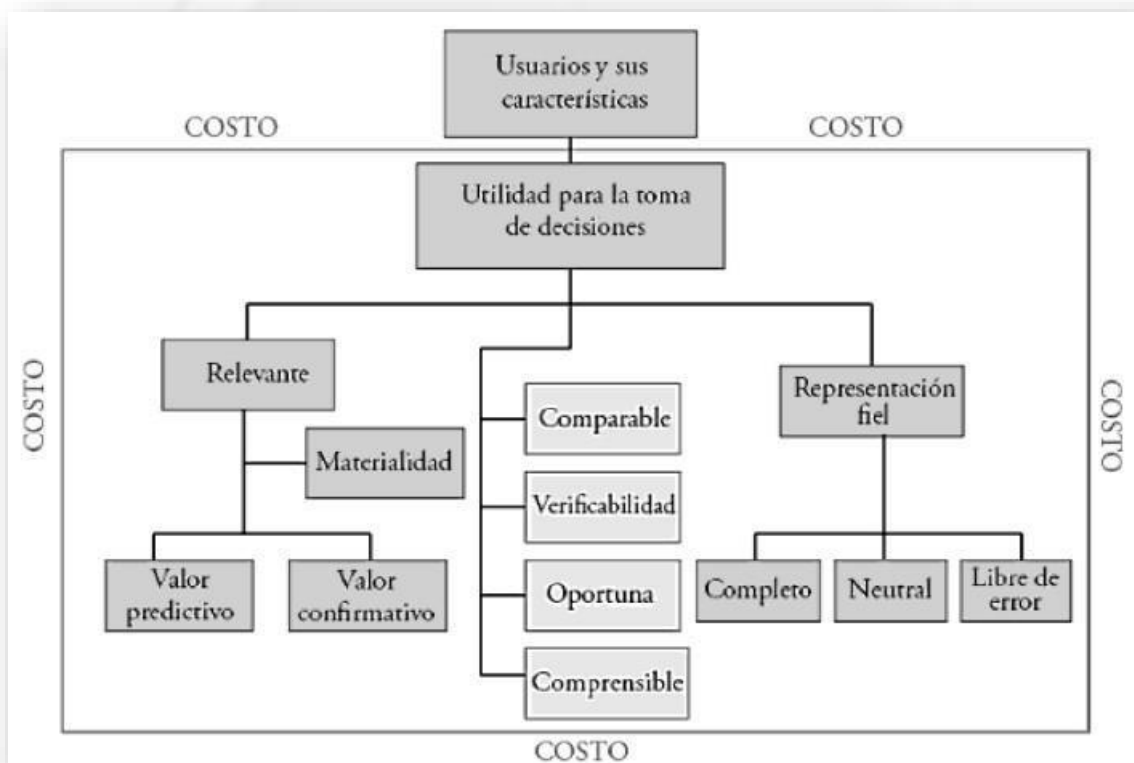 Usuarios y sus
características
COSTO
COSTO
Utilidad para la toma
de decisiones
COSTO
Relevante
Materialidad
Valor
predictivo
Valor
confirmativo
Comparable
Verificabilidad
Oportuna
Comprensible
Representación
fiel
Completo
Neutral
Libre de
error
COSTO
COSTO